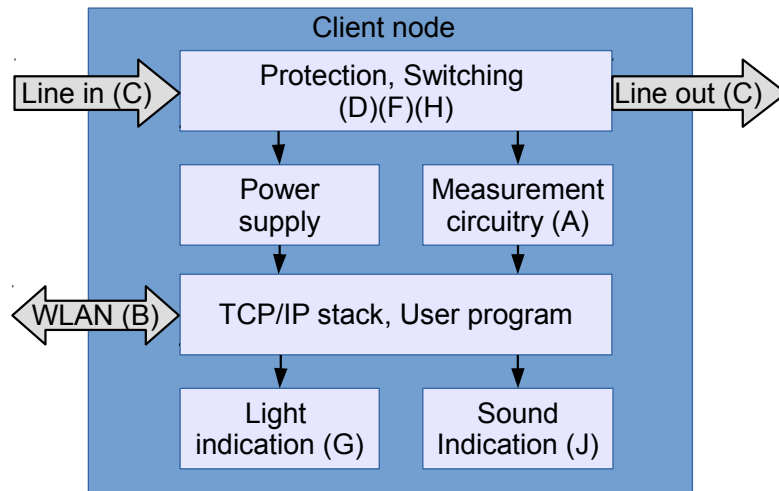 Client node
Line in (C)
Protection, Switching
(D)(F)(H)
Line out (C)
Power
supply
Measurement
circuitry (A)
WLAN (B)
TCP/IP stack, User program
Light
indication (G)
Sound
Indication (J)